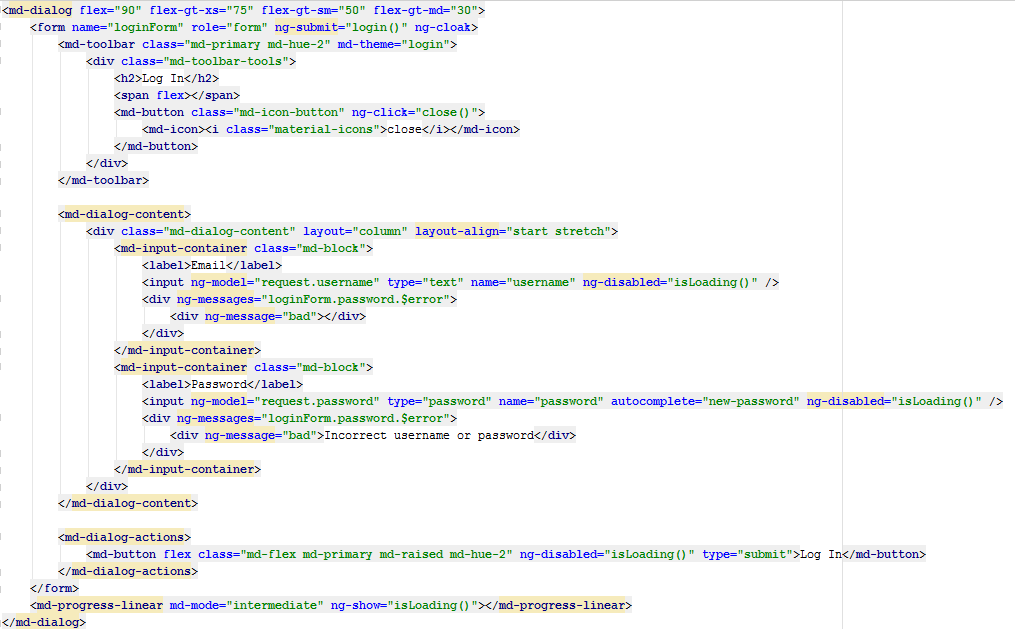 <md-dialog flex="90" flex-gt-xs="75" flex-gt-sm="50" flex-gt-md="30">
    <form name="loginForm" role="form" ng-submit="login()" ng-cloak>
        <md-toolbar class="md-primary md-hue-2" md-theme="login">
            <div class="md-toolbar-tools">
                <h2>Log In</h2>
                <span flex></span>
                <md-button class="md-icon-button" ng-click="close()">
                    <md-icon><i class="material-icons">close</i></md-icon>
                </md-button>
            </div>
        </md-toolbar>

        <md-dialog-content>
            <div class="md-dialog-content" layout="column" layout-align="start stretch">
                <md-input-container class="md-block">
                    <label>Email</label>
                    <input ng-model="request.username" type="text" name="username" ng-disabled="isLoading()" />
                    <div ng-messages="loginForm.password.$error">
                        <div ng-message="bad"></div>
                    </div>
                </md-input-container>
                <md-input-container class="md-block">
                    <label>Password</label>
                    <input ng-model="request.password" type="password" name="password" autocomplete="new-password" ng-disabled="isLoading()" />
                    <div ng-messages="loginForm.password.$error">
                        <div ng-message="bad">Incorrect username or password</div>
                    </div>
                </md-input-container>
            </div>
        </md-dialog-content>

        <md-dialog-actions>
            <md-button flex class="md-flex md-primary md-raised md-hue-2" ng-disabled="isLoading()" type="submit">Log In</md-button>
        </md-dialog-actions>
    </form>
    <md-progress-linear md-mode="intermediate" ng-show="isLoading()"></md-progress-linear>
</md-dialog>